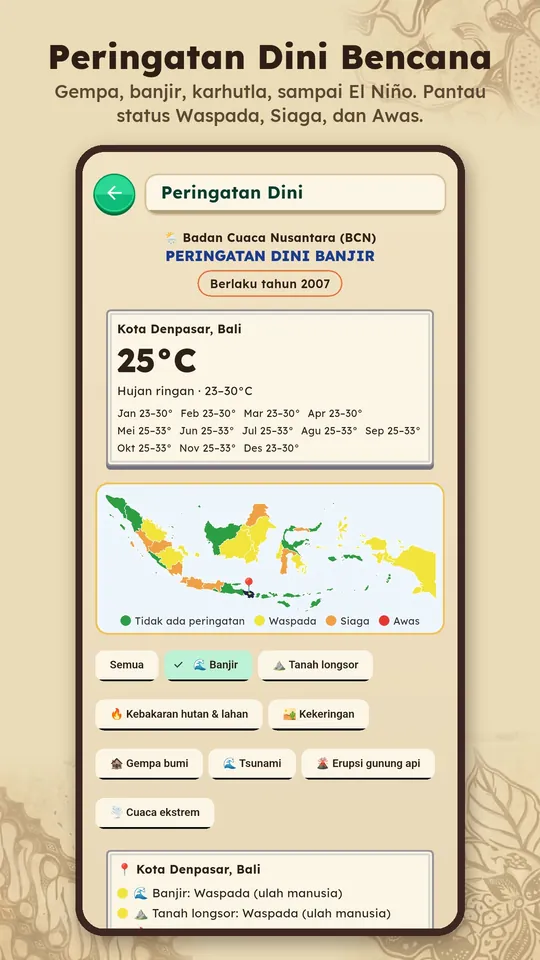 Peringatan Dini Bencana
Gempa, banjir, karhutla, sampai El Niño. Pantau
status Waspada, Siaga, dan Awas.
Peringatan Dini
Badan Cuaca Nusantara (BCN)
PERINGATAN DINI BANJIR
Berlaku tahun 2007
Kota Denpasar, Bali
25°C
Hujan ringan · 23–30°C
Jan 23–30° Feb 23–30° Mar 23–30° Apr 23–30°
Mei 25–33° Jun 25–33° Jul 25–33° Agu 25–33° Sep 25–33°
Okt 25–33° Nov 25–33° Des 23–30°
Tidak ada peringatan Waspada Siaga Awas
Semua ✓ Banjir Tanah longsor
Kebakaran hutan & lahan Kekeringan
Gempa bumi Tsunami Erupsi gunung api
Cuaca ekstrem
Kota Denpasar, Bali
Banjir: Waspada (ulah manusia)
Tanah longsor: Waspada (ulah manusia)